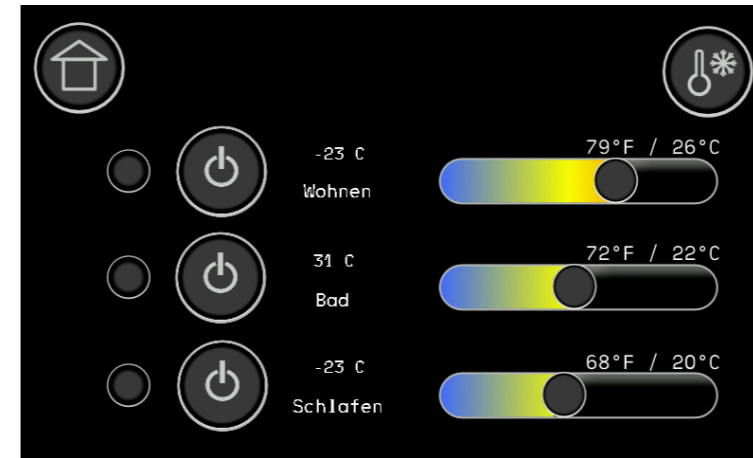 79°F / 26°C
-23 C
Wohnen
72°F / 22°C
31 C
Bad
68°F / 20°C
-23 C
Schlafen